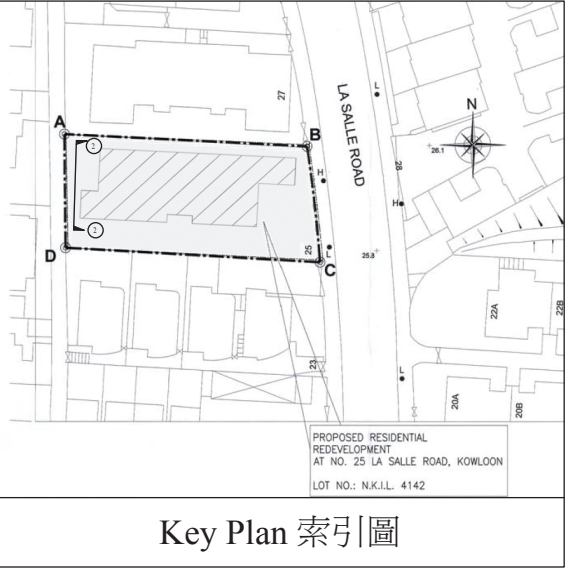 27
L
LA SALLE ROAD
N
A
B
2
26.1
28
H
H
2
D
25
L
25.8
C
22A
22B
23
L
20A
20B
PROPOSED RESIDENTIAL
REDEVELOPMENT
AT NO. 25 LA SALLE ROAD, KOWLOON
LOT NO.: N.K.I.L. 4142
Key Plan 索引圖